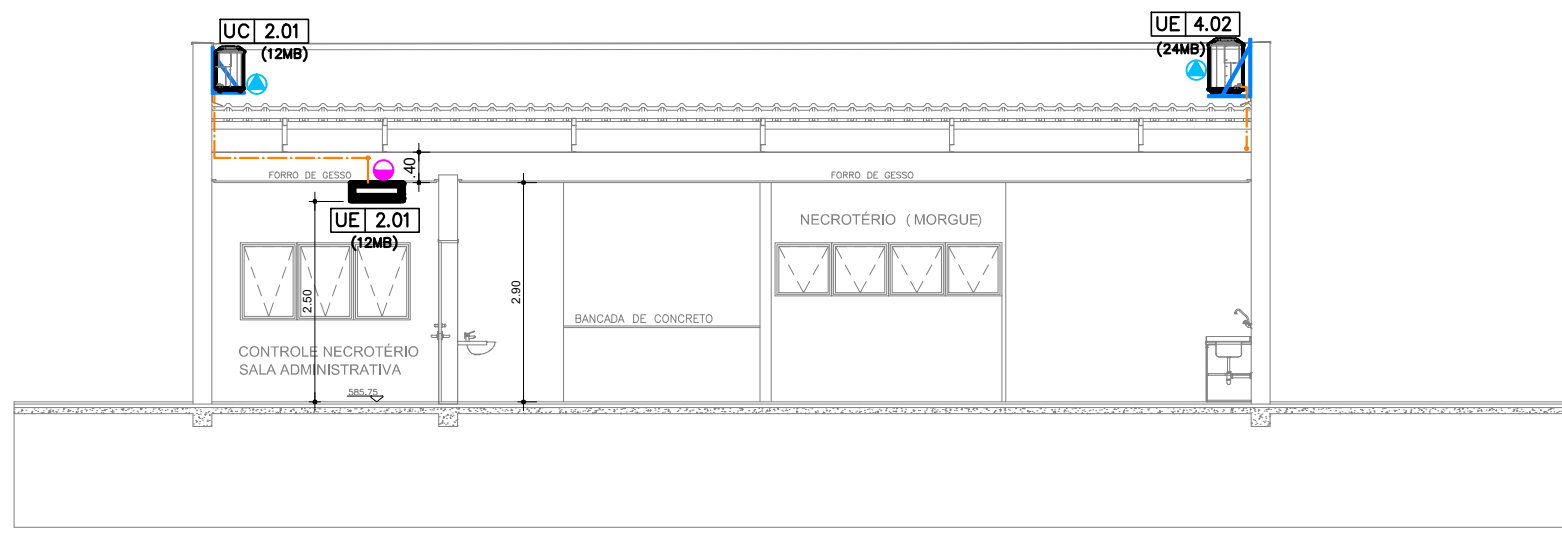 UC 2.01
(12MB)
UE 4.02
(24MB)
.40
FORRO DE GESSO
FORRO DE GESSO
UE 2.01
(12MB)
NECROTÉRIO ( MORGUE)
2.50
2.90
BANCADA DE CONCRETO
CONTROLE NECROTÉRIO
SALA ADMINISTRATIVA
585.75